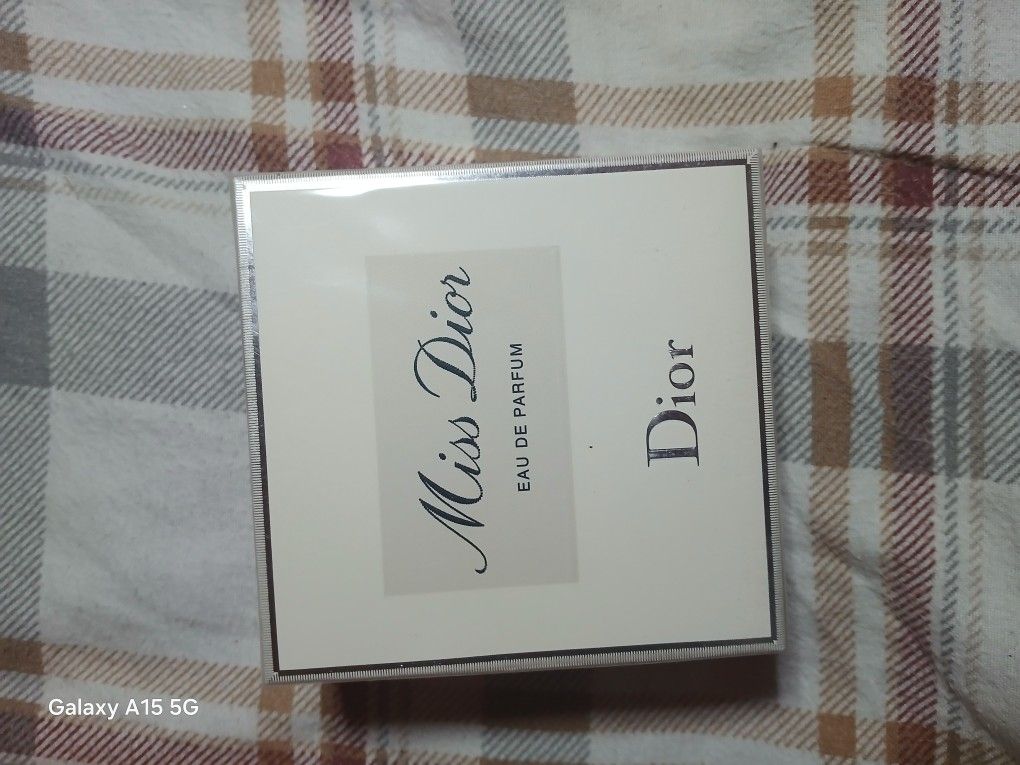 Miss Dior
EAU DE PARFUM
Dior
Galaxy A15 5G